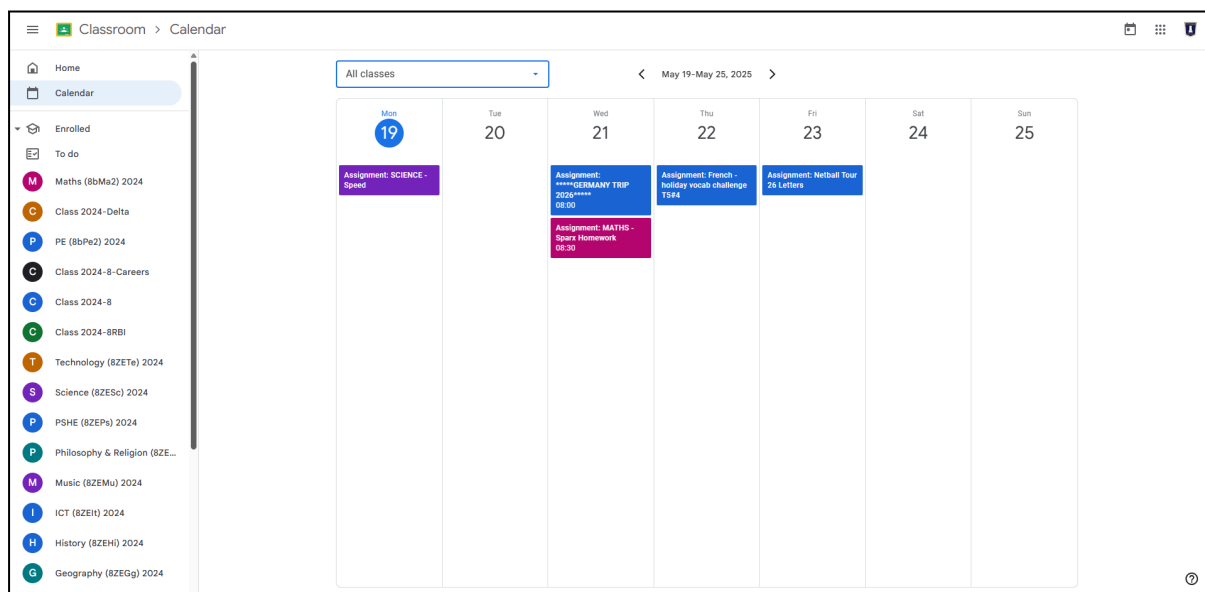 Classroom > Calendar
Home
Calendar
Enrolled
To do
M Maths (8bMa2) 2024
C Class 2024-Delta
P PE (8bPe2) 2024
C Class 2024-8-Careers
C Class 2024-8
C Class 2024-8RBI
T Technology (8ZETe) 2024
S Science (8ZESc) 2024
P PSHE (8ZEPs) 2024
P Philosophy & Religion (8ZE...
M Music (8ZEMu) 2024
I ICT (8ZEIt) 2024
H History (8ZEHi) 2024
G Geography (8ZEGg) 2024
All classes
May 19-May 25, 2025
Mon Tue Wed Thu Fri Sat Sun
19 20 21 22 23 24 25
Assignment: SCIENCE -
Speed
Assignment:
*****GERMANY TRIP
2026*****
08:00
Assignment: MATHS -
Sparx Homework
08:30
Assignment: French -
holiday vocab challenge
T5#4
Assignment: Netball Tour
26 Letters